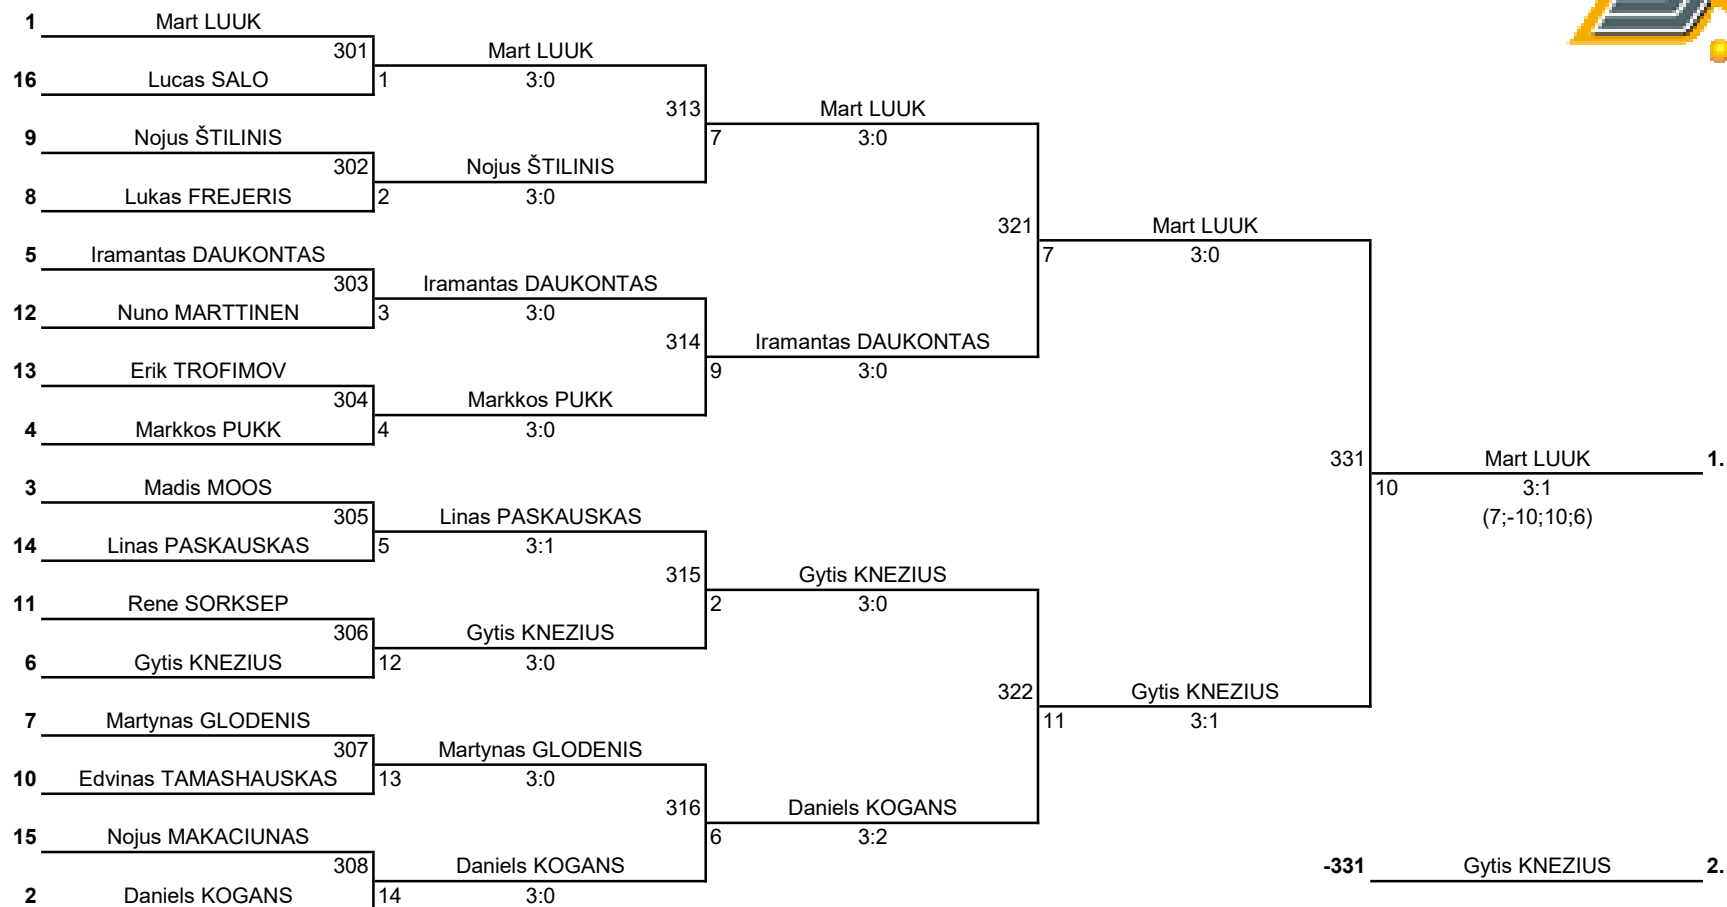 1 Mart LUUK
301 Mart LUUK
16 Lucas SALO 1 3:0
313 Mart LUUK
9 Nojus ŠTILINIS 7 3:0
302 Nojus ŠTILINIS
8 Lukas FREJERIS 2 3:0
321 Mart LUUK
5 Iramantas DAUKONTAS 7 3:0
303 Iramantas DAUKONTAS
12 Nuno MARTTINEN 3 3:0
314 Iramantas DAUKONTAS
13 Erik TROFIMOV 9 3:0
304 Markkos PUKK
4 Markkos PUKK 4 3:0
331 Mart LUUK 1.
3 Madis MOOS 10 3:1
305 Linas PASKAUSKAS (7;-10;10;6)
14 Linas PASKAUSKAS 5 3:1
315 Gytis KNEZIUS
11 Rene SORKSEP 2 3:0
306 Gytis KNEZIUS
6 Gytis KNEZIUS 12 3:0
322 Gytis KNEZIUS
7 Martynas GLODENIS 11 3:1
307 Martynas GLODENIS
10 Edvinas TAMASHAUSKAS 13 3:0
316 Daniels KOGANS
15 Nojus MAKACIUNAS 6 3:2
308 Daniels KOGANS -331 Gytis KNEZIUS 2.
2 Daniels KOGANS 14 3:0